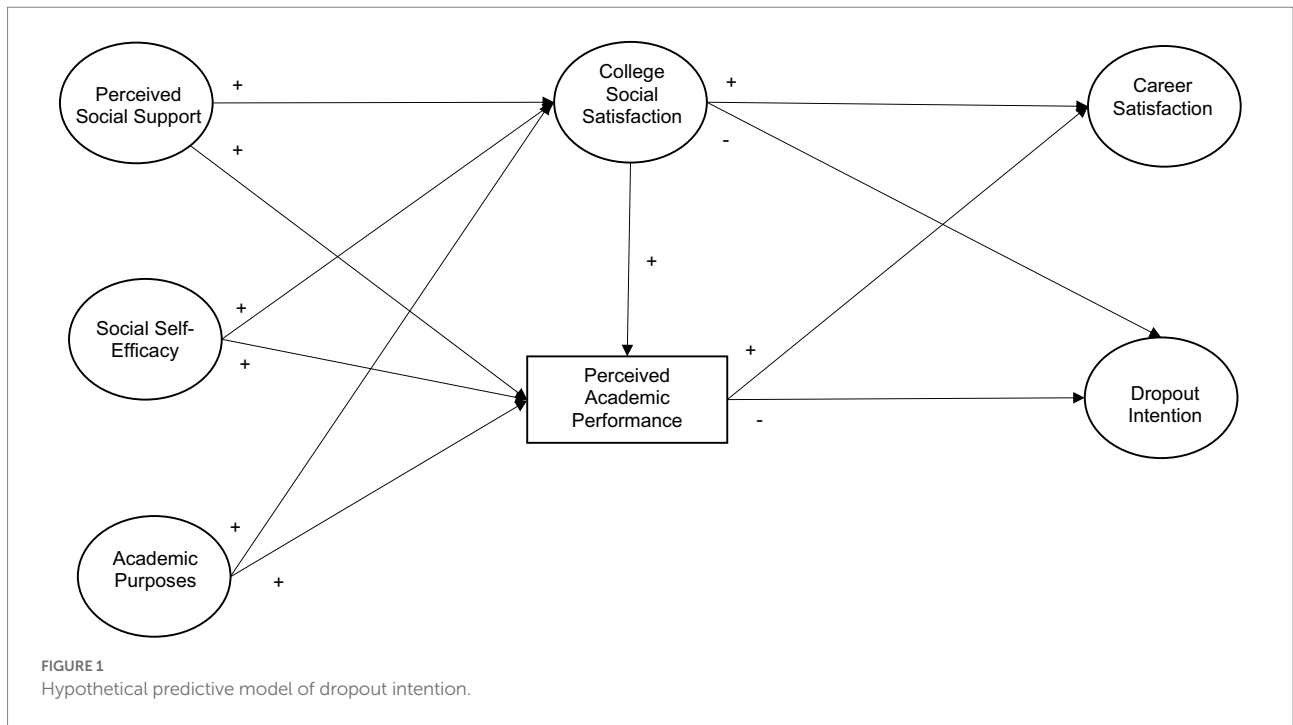 Perceived
Social Support
+
+
College
Social
Satisfaction
+
-
Career
Satisfaction
+
Social Self-
Efficacy
+
+
Perceived
Academic
Performance
+
-
Dropout
Intention
Academic
Purposes
+
+
FIGURE 1
Hypothetical predictive model of dropout intention.